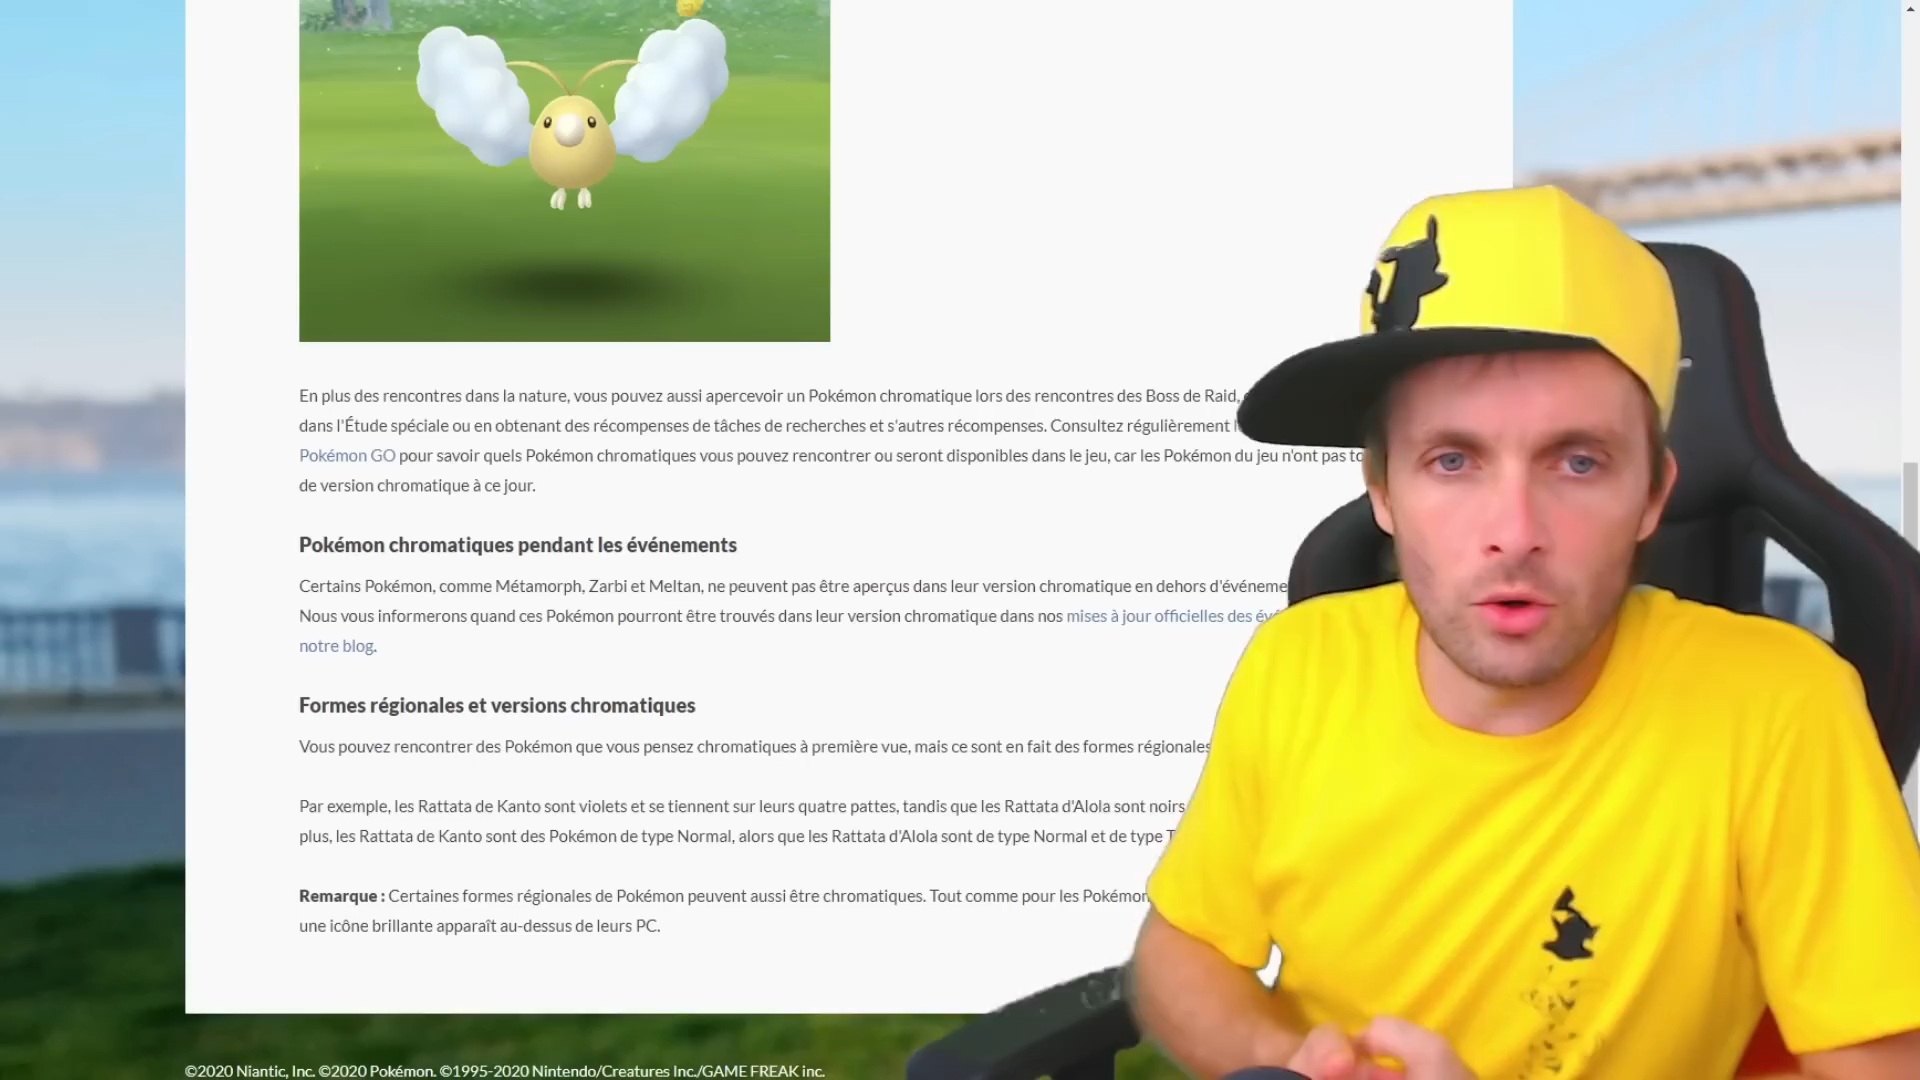 En plus des rencontres dans la nature, vous pouvez aussi apercevoir un Pokémon chromatique lors des rencontres des Boss de Raid,
dans l'Étude spéciale ou en obtenant des récompenses de tâches de recherches et s'autres récompenses. Consultez régulièrement
Pokémon GO pour savoir quels Pokémon chromatiques vous pouvez rencontrer ou seront disponibles dans le jeu, car les Pokémon du jeu n'ont pas
de version chromatique à ce jour.
Pokémon chromatiques pendant les événements
Certains Pokémon, comme Métamorph, Zarbi et Meltan, ne peuvent pas être aperçus dans leur version chromatique en dehors
Nous vous informerons quand ces Pokémon pourront être trouvés dans leur version chromatique dans nos mises à jour officielles des
notre blog.
Formes régionales et versions chromatiques
Vous pouvez rencontrer des Pokémon que vous pensez chromatiques à première vue, mais ce sont en fait des formes régionales
Par exemple, les Rattata de Kanto sont violets et se tiennent sur leurs quatre pattes, tandis que les Rattata d'Alola sont noirs
plus, les Rattata de Kanto sont des Pokémon de type Normal, alors que les Rattata d'Alola sont de type Normal et de type
Remarque : Certaines formes régionales de Pokémon peuvent aussi être chromatiques. Tout comme pour les Pokémon
une icône brillante apparaît au-dessus de leurs PC.
©2020 Niantic, Inc. ©2020 Pokémon. ©1995-2020 Nintendo/Creatures Inc./GAME FREAK inc.